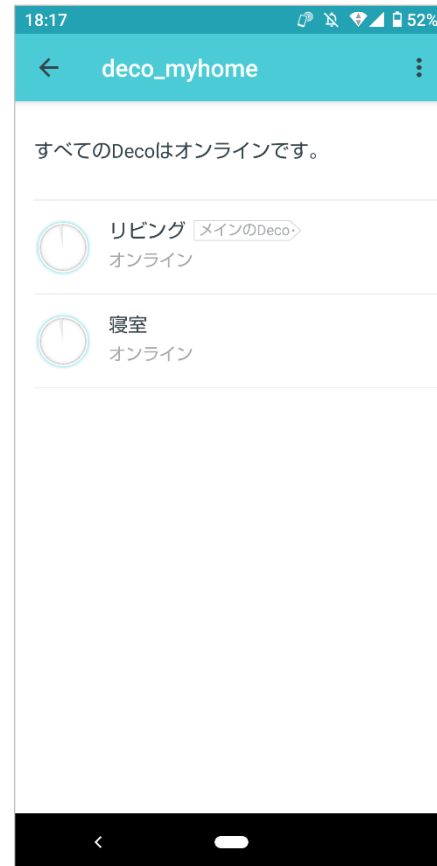 18:17 52%
deco_myhome
すべてのDecoはオンラインです。
リビング メインのDeco
オンライン
寝室
オンライン